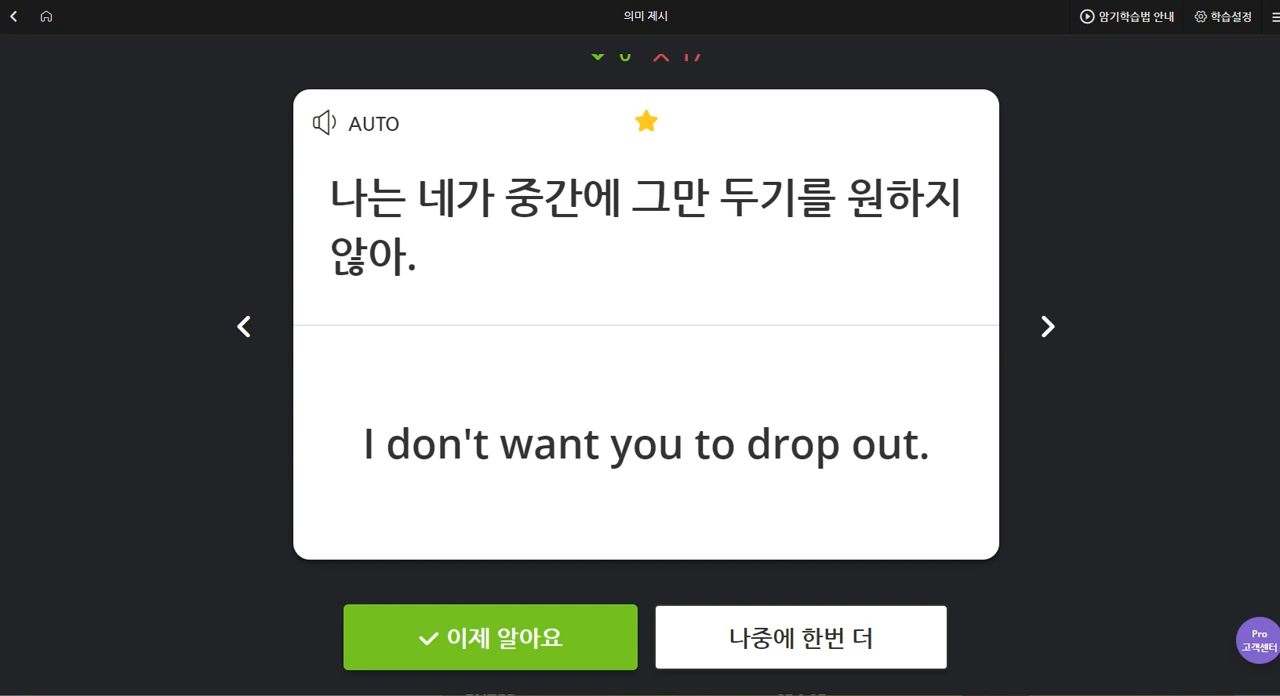 의미 제시
암기학습법 안내
학습설정
AUTO
나는 네가 중간에 그만 두기를 원하지
않아.
I don't want you to drop out.
이제 알아요
나중에 한번 더
Pro
고객센터